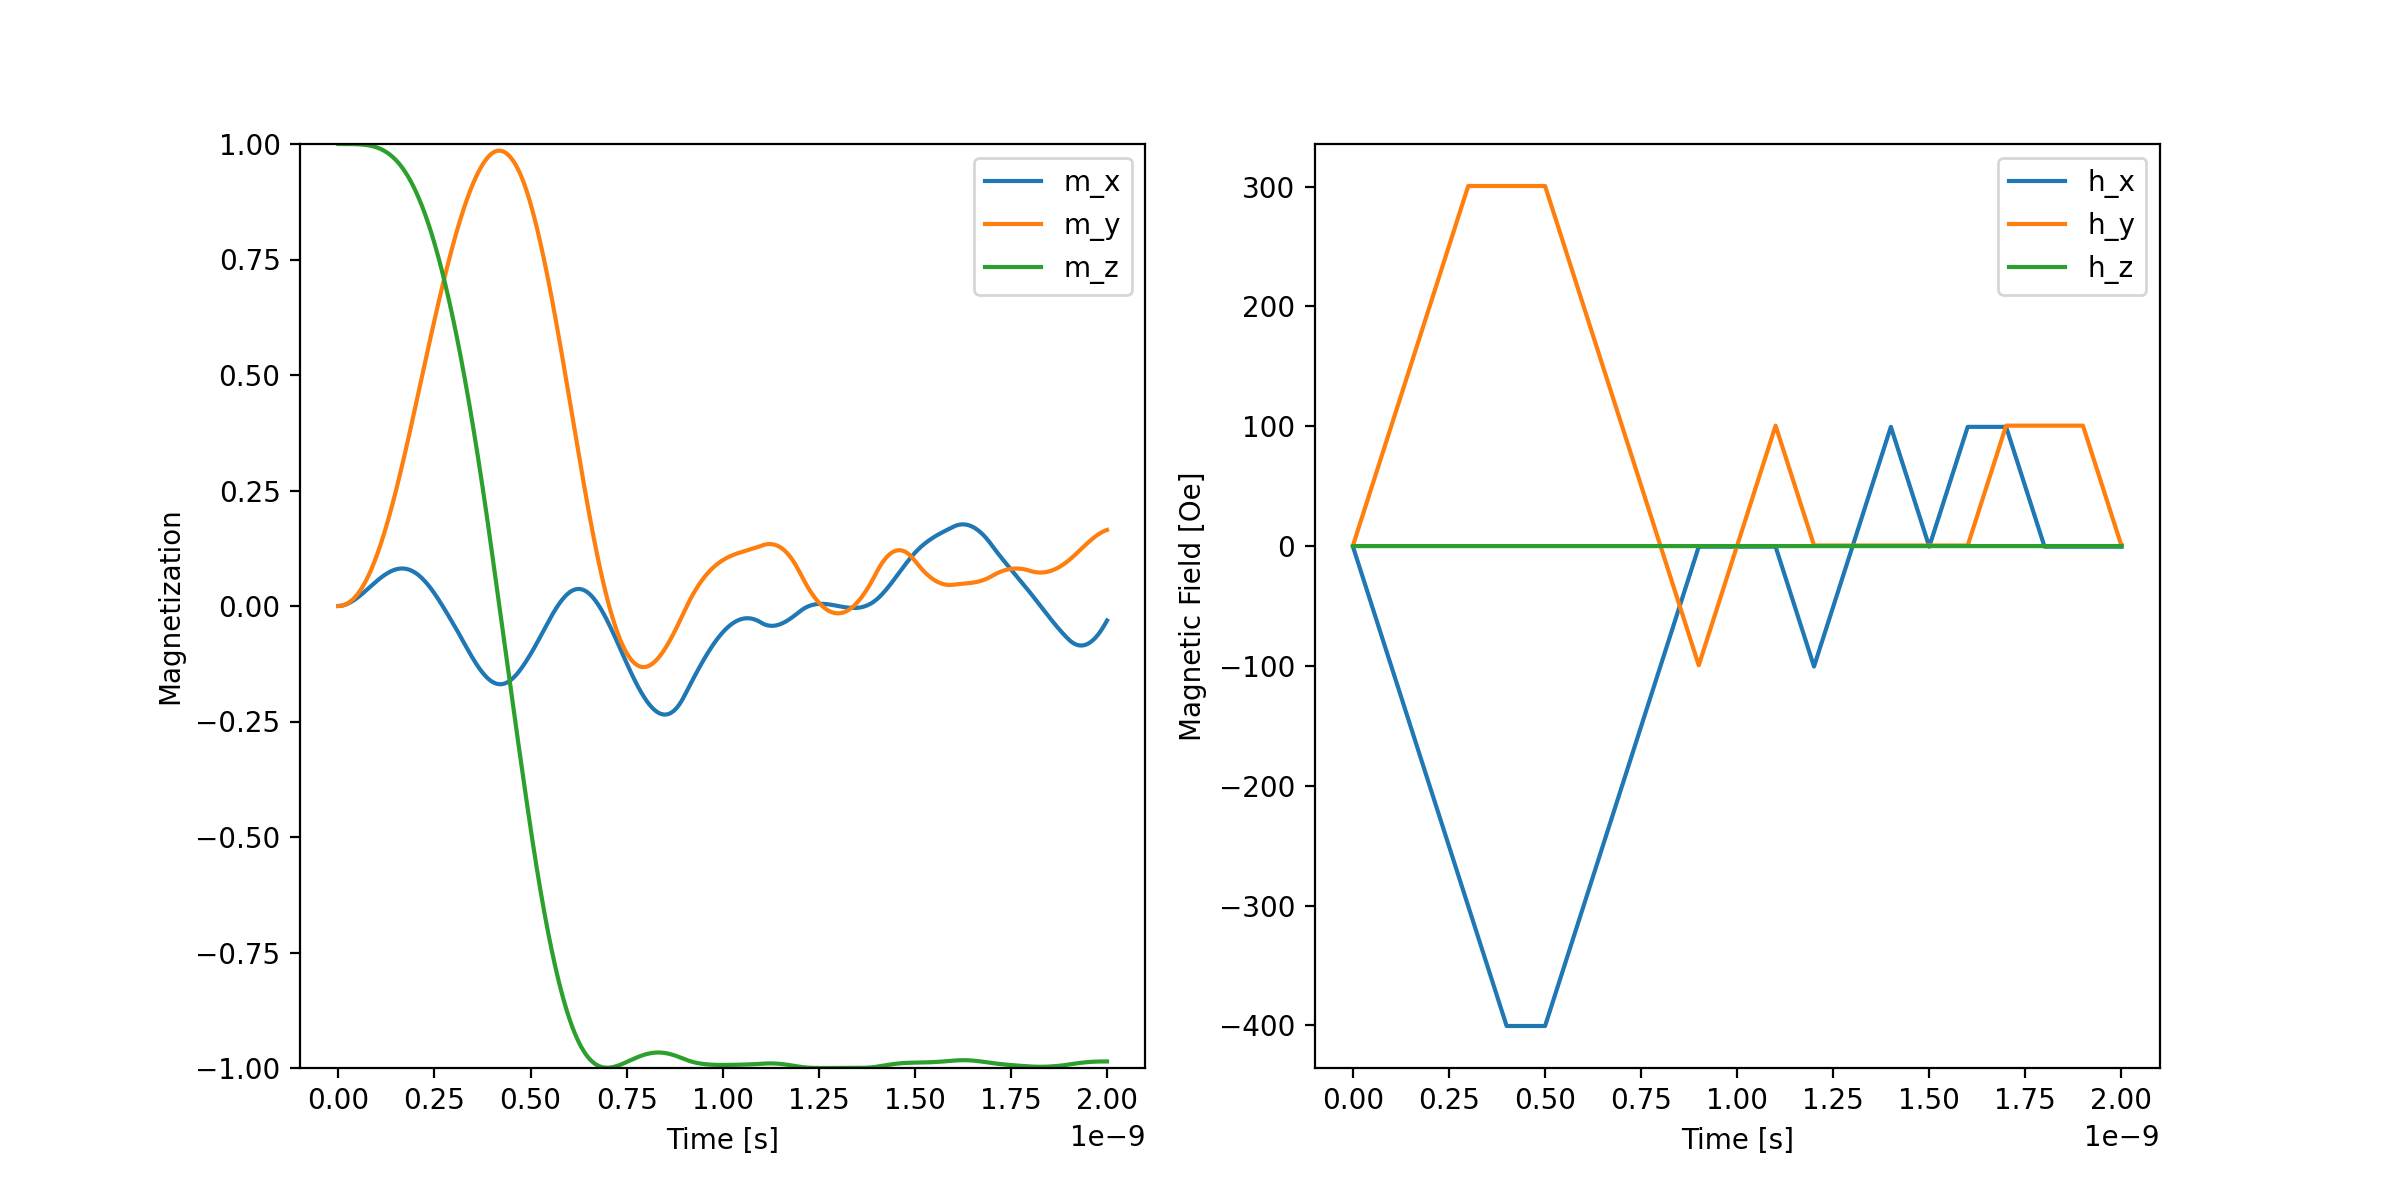 Magnetization
1.00
0.75
0.50
0.25
0.00
−0.25
−0.50
−0.75
−1.00
m_x
m_y
m_z
0.00 0.25 0.50 0.75 1.00 1.25 1.50 1.75 2.00
Time [s]
1e−9
Magnetic Field [Oe]
300
200
100
0
−100
−200
−300
−400
h_x
h_y
h_z
0.00 0.25 0.50 0.75 1.00 1.25 1.50 1.75 2.00
Time [s]
1e−9